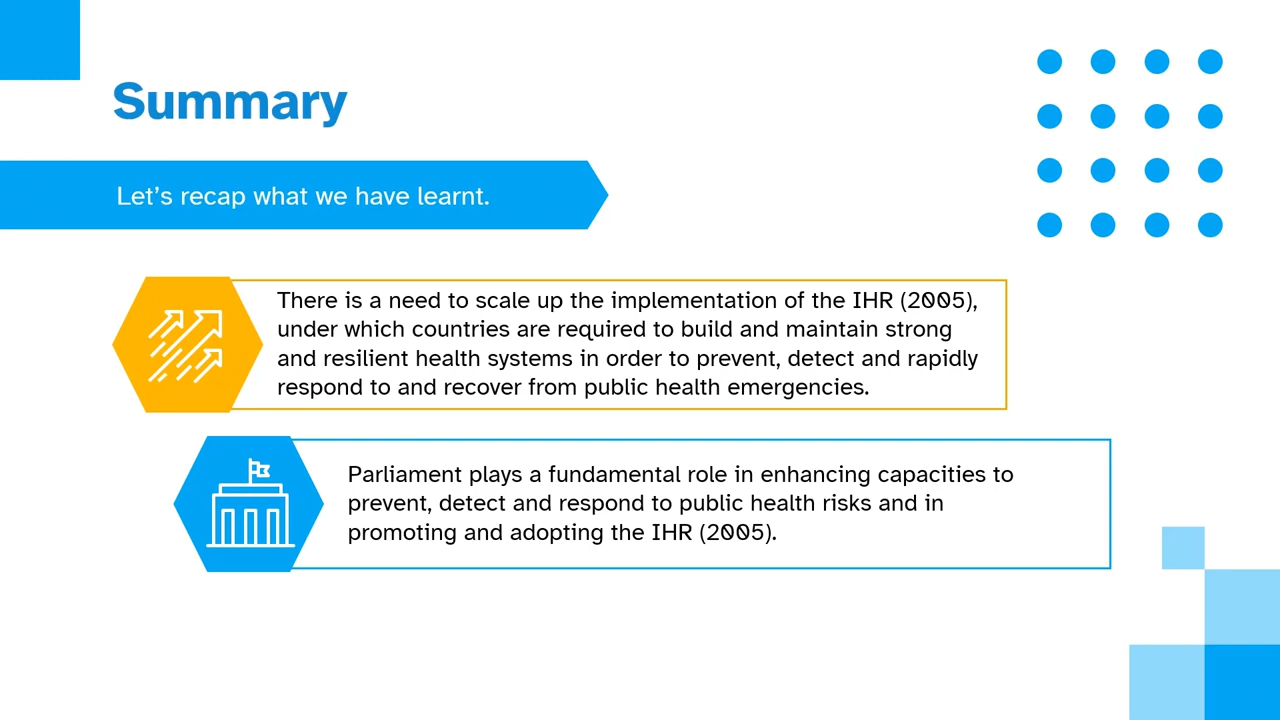 Summary
Let’s recap what we have learnt.
There is a need to scale up the implementation of the IHR (2005),
under which countries are required to build and maintain strong
and resilient health systems in order to prevent, detect and rapidly
respond to and recover from public health emergencies.
Parliament plays a fundamental role in enhancing capacities to
prevent, detect and respond to public health risks and in
promoting and adopting the IHR (2005).